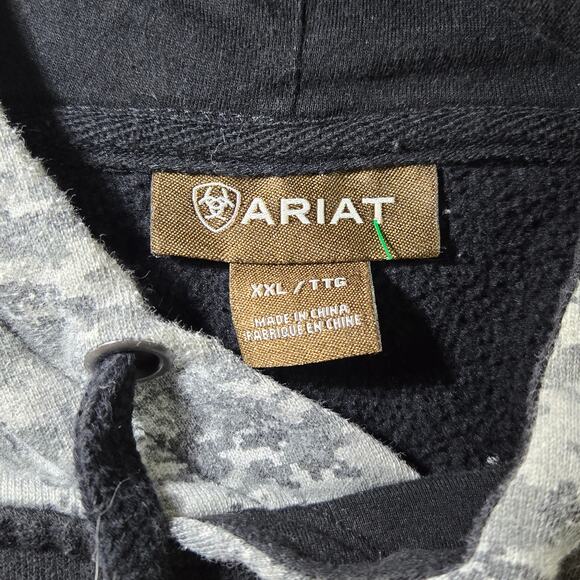 ARIAT
XXL / TTG
MADE IN CHINA
FABRIQUE EN CHINE